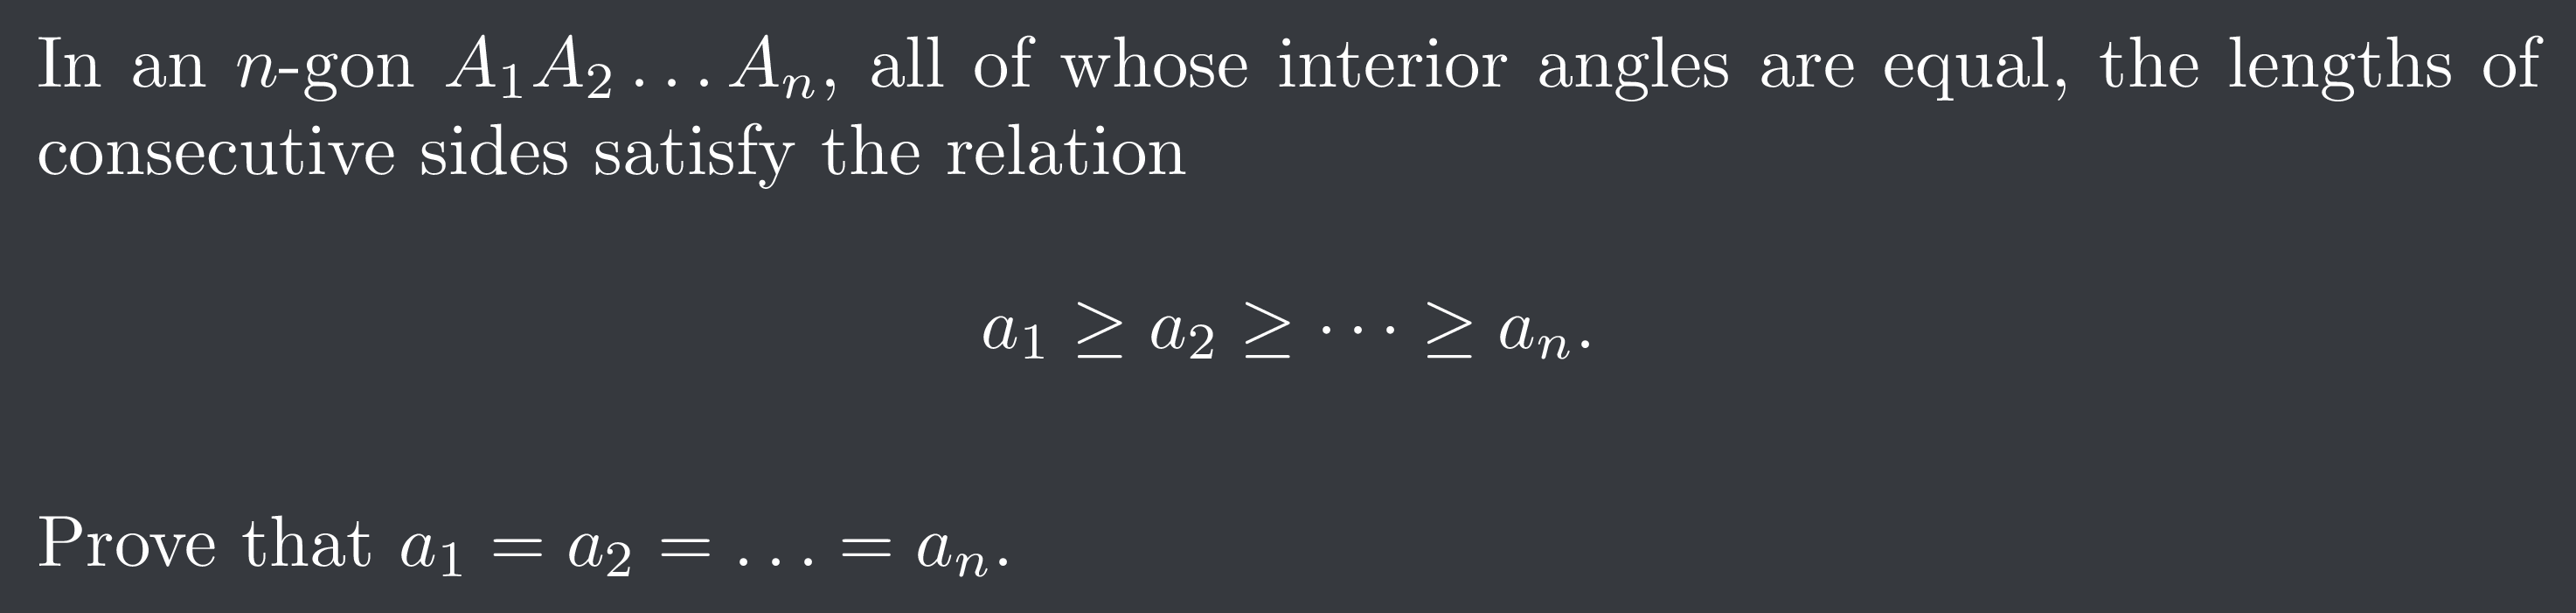 In an n-gon A₁A₂...Aₙ, all of whose interior angles are equal, the lengths of
consecutive sides satisfy the relation
a₁ ≥ a₂ ≥ ··· ≥ aₙ.
Prove that a₁ = a₂ = ... = aₙ.